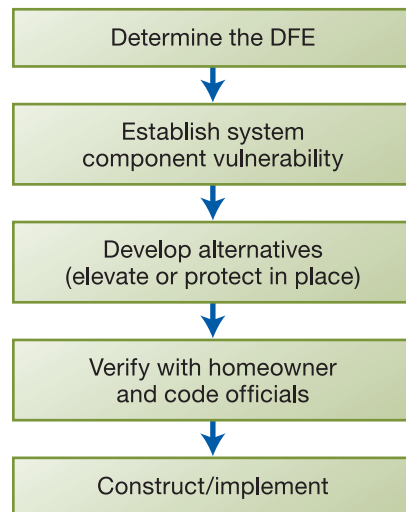 Determine the DFE
Establish system
component vulnerability
Develop alternatives
(elevate or protect in place)
Verify with homeowner
and code officials
Construct/implement